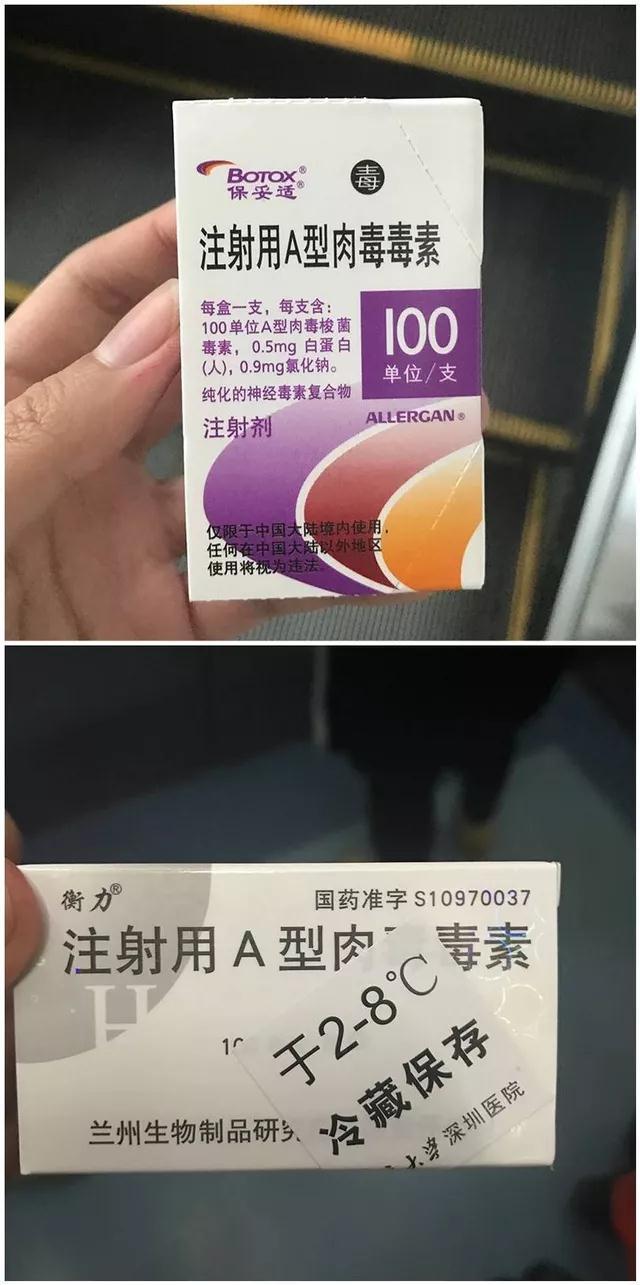 BOTOX®
保妥适®
毒
注射用A型肉毒毒素
每盒一支，每支含：
100单位A型肉毒梭菌
毒素，0.5mg 白蛋白
(人)，0.9mg氯化钠。
纯化的神经毒素复合物
注射剂
100
单位/支
ALLERGAN®
仅限于中国大陆境内使用，
任何在中国大陆以外地区
使用将视为违法。
衡力®
国药准字 S10970037
注射用 A 型肉 毒素
H
于2-8℃
冷藏保存
兰州生物制品研究
大学深圳医院